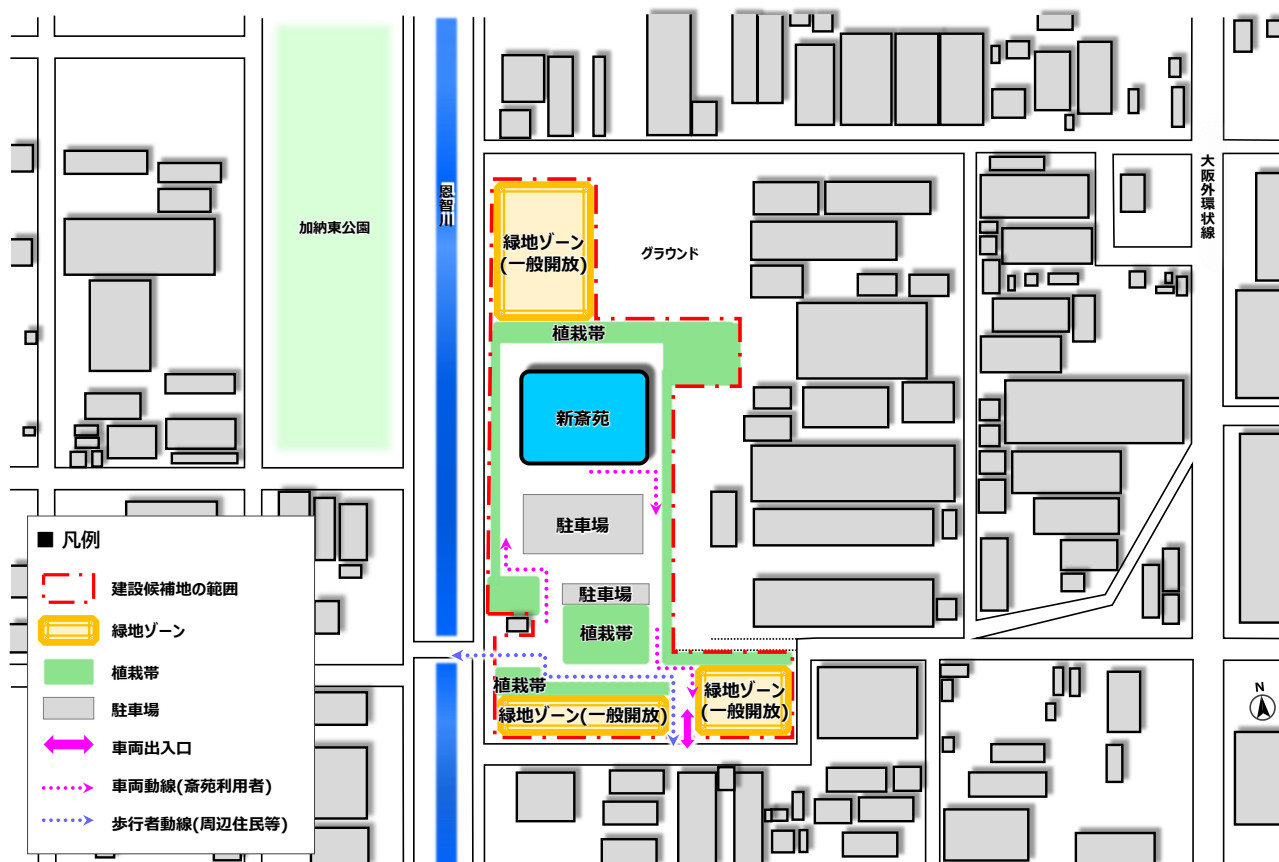 恩智川
大阪外環状線
加納東公園
緑地ゾーン
(一般開放)
グラウンド
植栽帯
新斎苑
駐車場
駐車場
植栽帯
植栽帯
緑地ゾーン(一般開放)
緑地ゾーン
(一般開放)
N
■ 凡例
建設候補地の範囲
緑地ゾーン
植栽帯
駐車場
車両出入口
車両動線(斎苑利用者)
歩行者動線(周辺住民等)